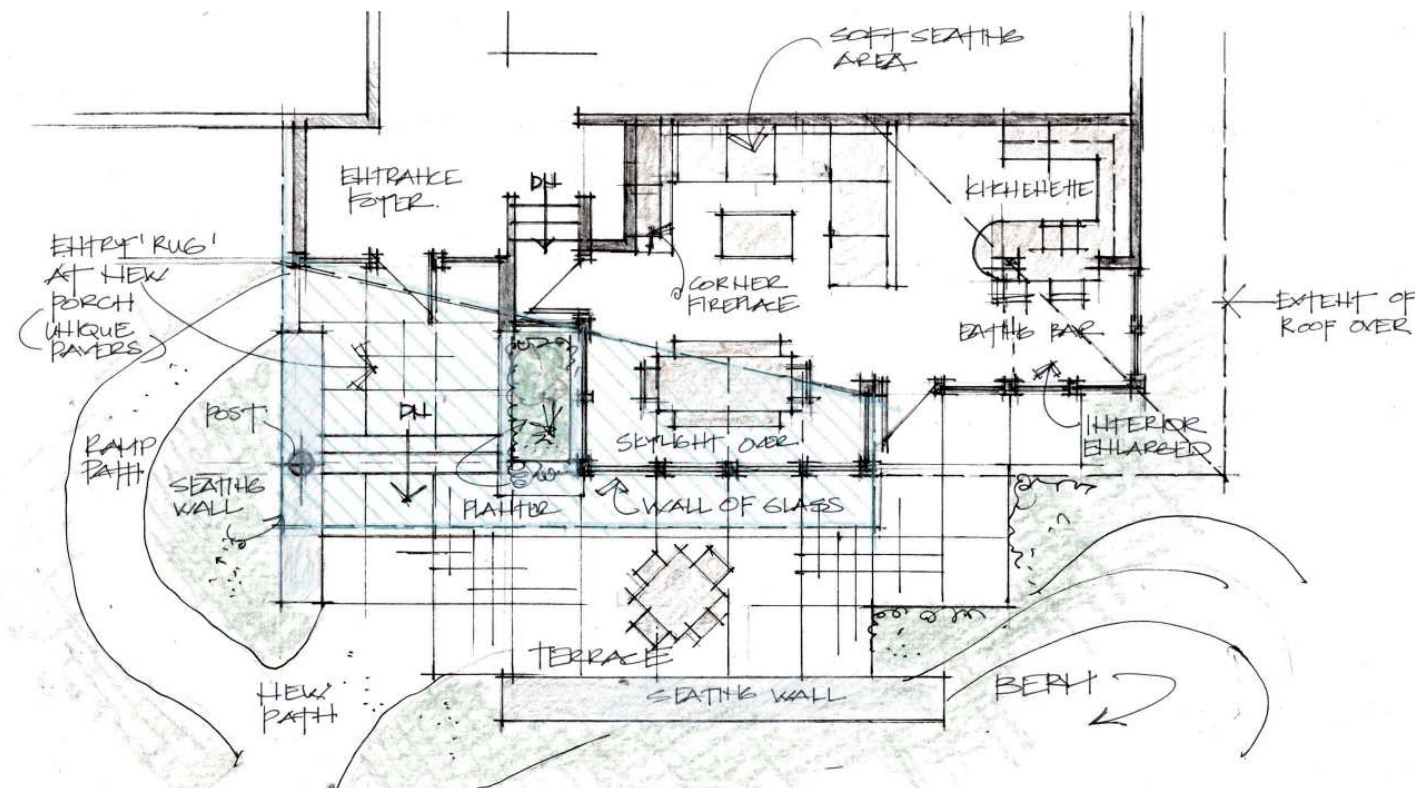 SOFT SEATING
AREA
ENTRANCE
FOYER.
DN
KITCHENETTE
ENTRY 'RUG'
AT NEW
PORCH
(UNIQUE
PAVERS)
CORNER
FIREPLACE
EATING BAR
EXTENT OF
ROOF OVER
POST
DN
RAMP
PATH
SKYLIGHT OVER
INTERIOR
ENLARGED
SEATING
WALL
PLANTER
WALL OF GLASS
TERRACE
NEW
PATH
SEATING WALL
BERM